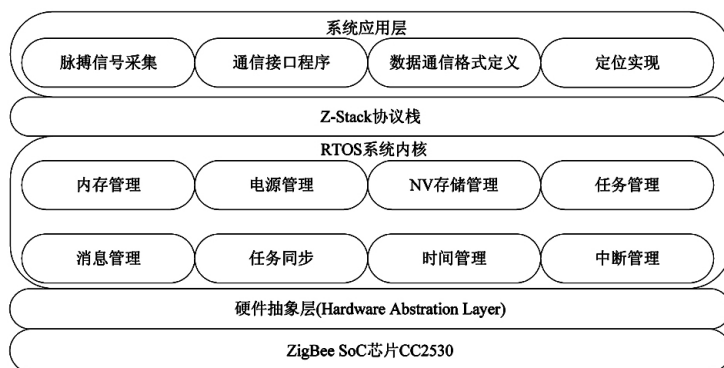 系统应用层
脉搏信号采集 通信接口程序 数据通信格式定义 定位实现
Z-Stack协议栈
RTOS系统内核
内存管理 电源管理 NV存储管理 任务管理
消息管理 任务同步 时间管理 中断管理
硬件抽象层(Hardware Abstration Layer)
ZigBee SoC芯片CC2530